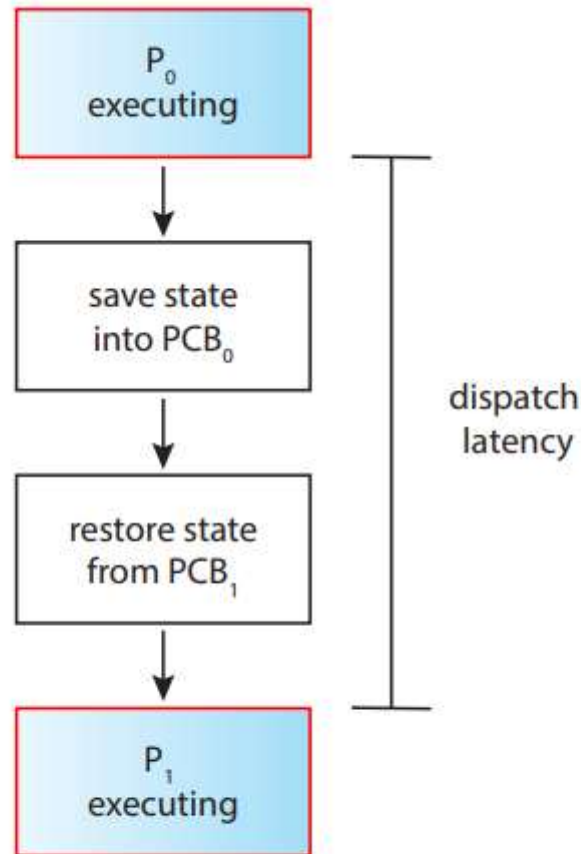 P₀
executing
save state
into PCB₀
dispatch
latency
restore state
from PCB₁
P₁
executing